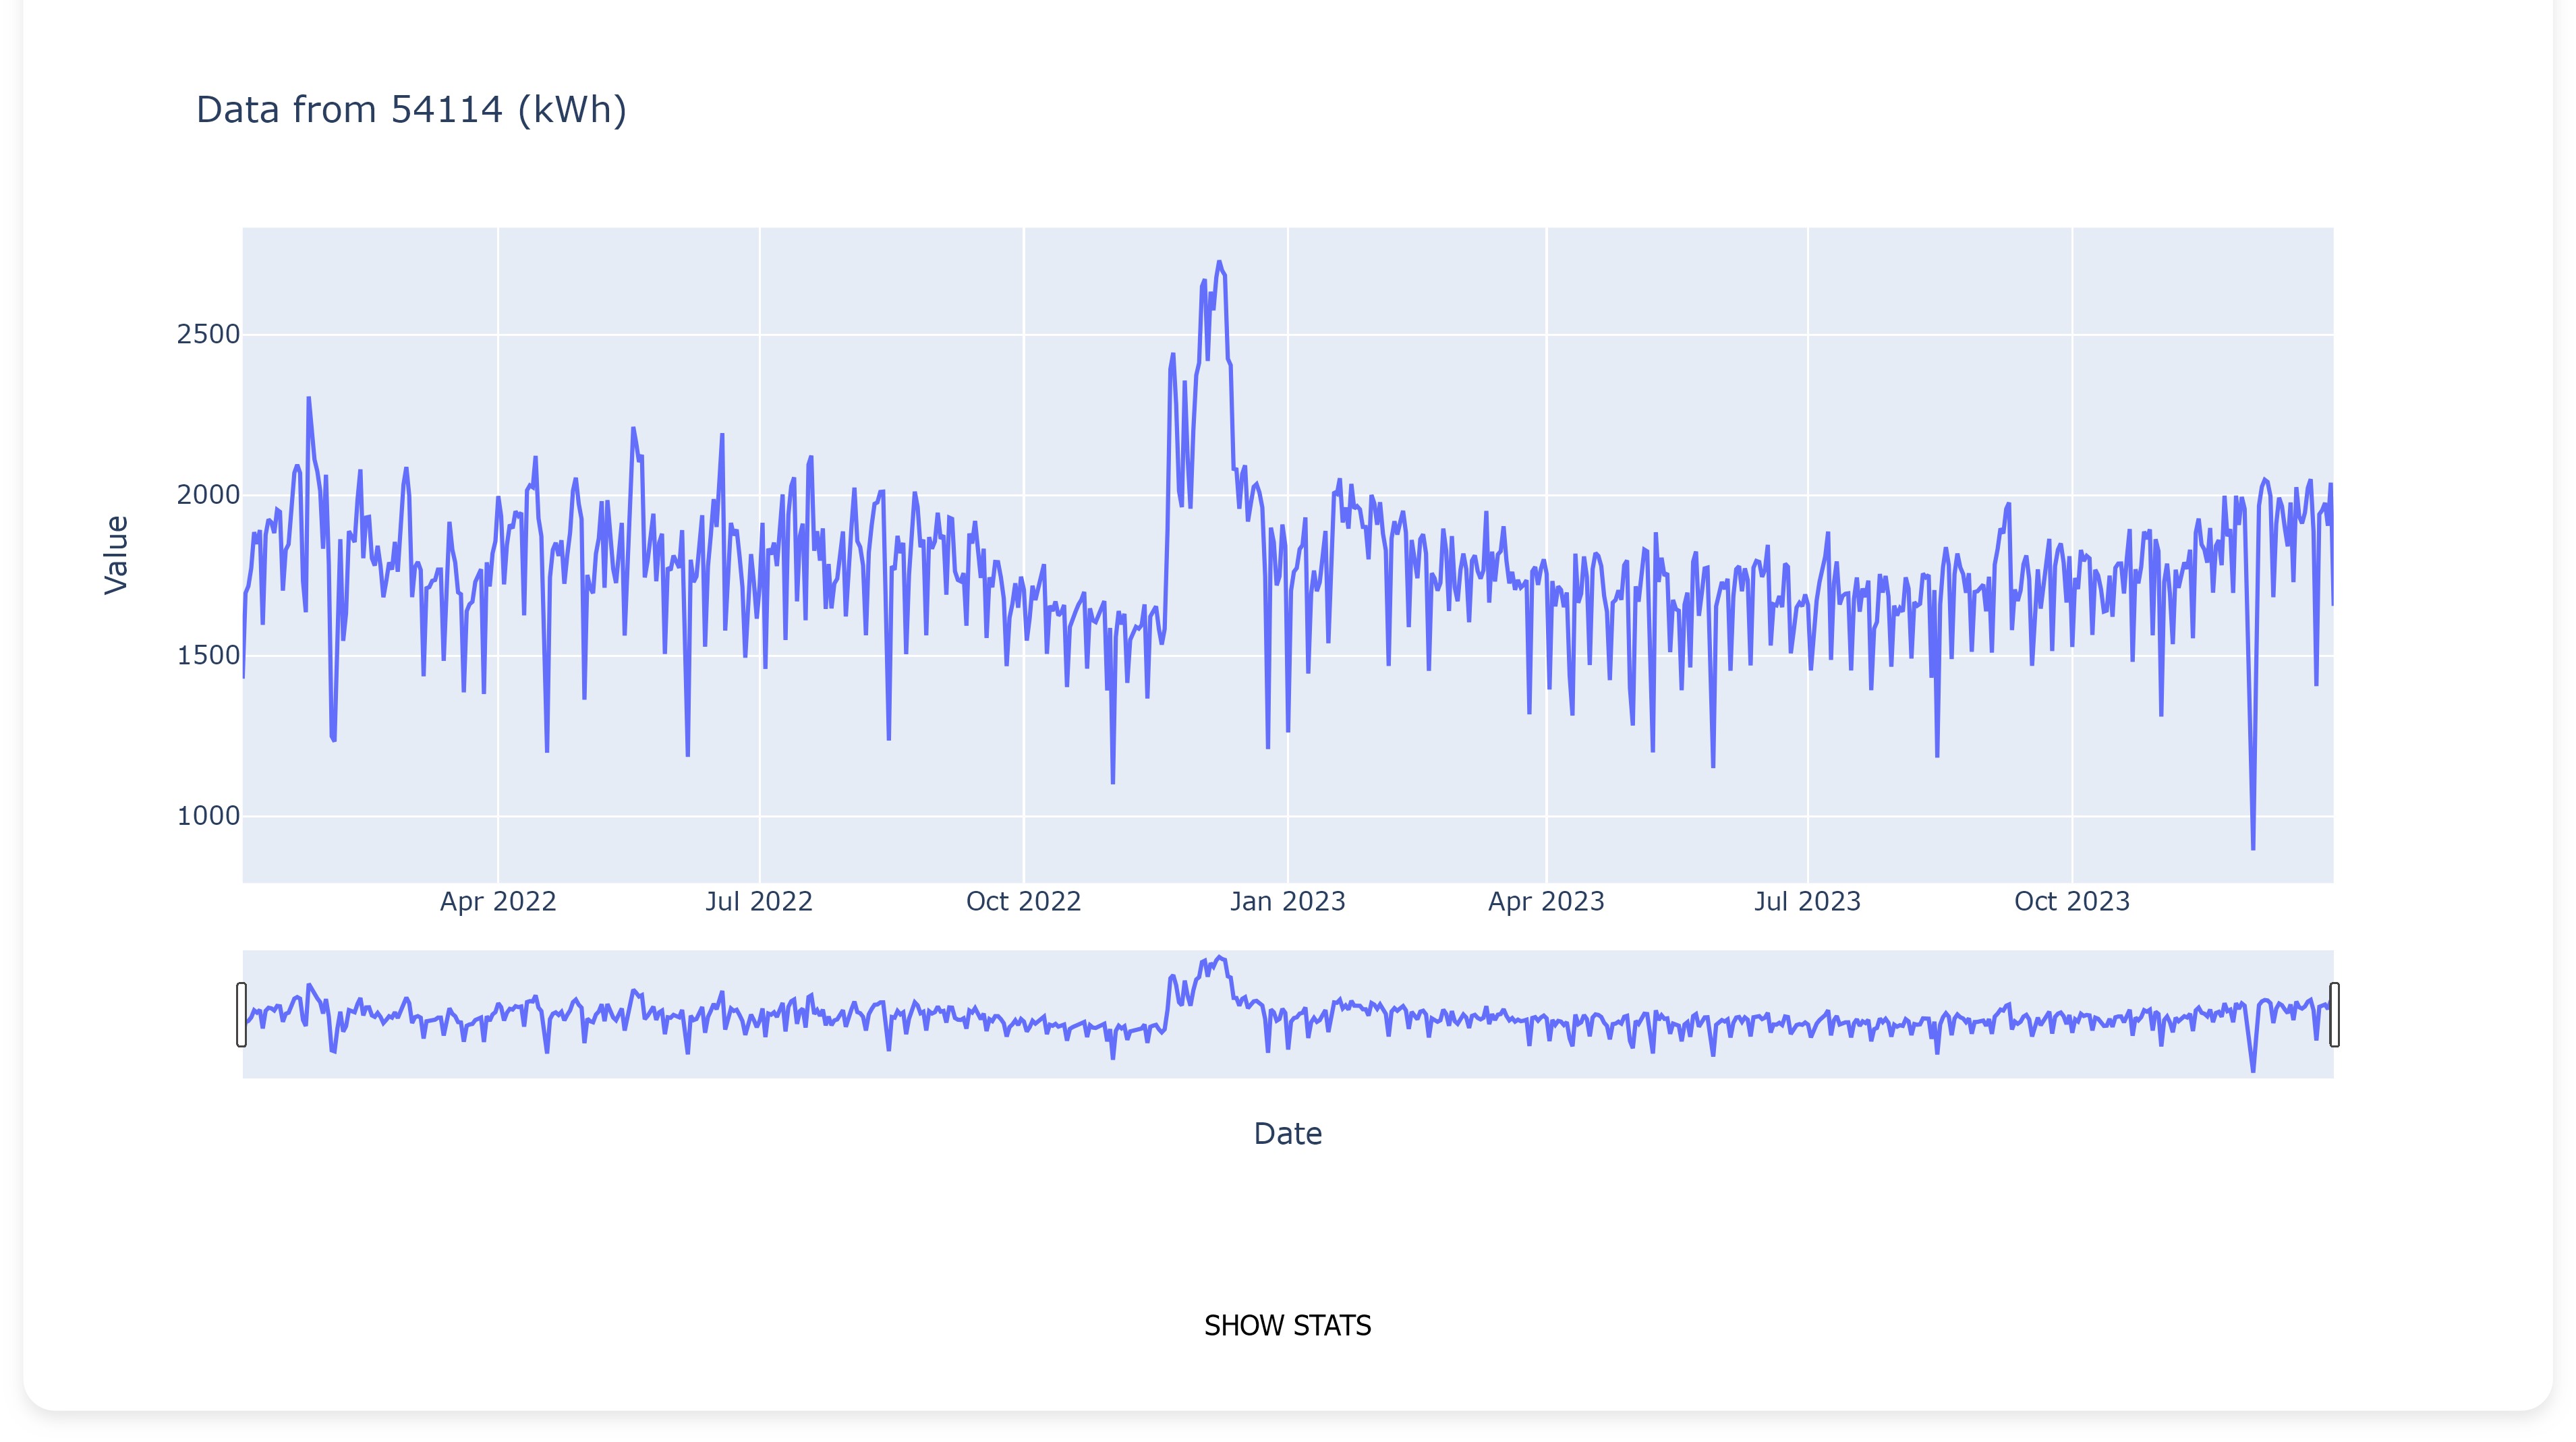 Data from 54114 (kWh)
Value
2500
2000
1500
1000
Apr 2022
Jul 2022
Oct 2022
Jan 2023
Apr 2023
Jul 2023
Oct 2023
Date
SHOW STATS